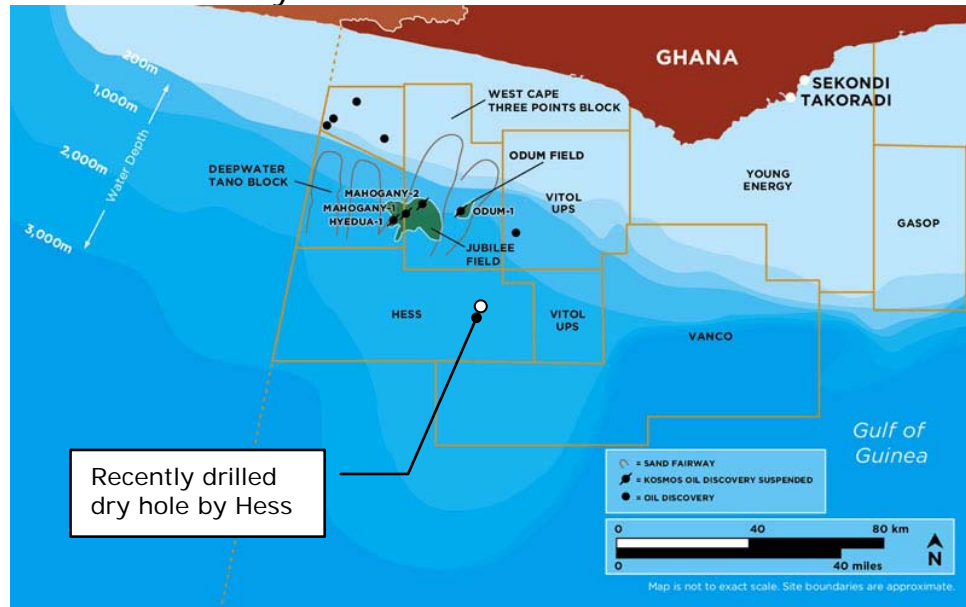 GHANA
SEKONDI
TAKORADI
200m
1,000m
2,000m
3,000m
Water Depth
WEST CAPE
THREE POINTS BLOCK
ODUM FIELD
DEEPWATER
TANO BLOCK
MAHOGANY-2
MAHOGANY-1
HYEDUA-1
ODUM-1
JUBILEE
FIELD
VITOL
UPS
YOUNG
ENERGY
GASOP
HESS
VITOL
UPS
VANCO
Gulf of
Guinea
Recently drilled
dry hole by Hess
= SAND FAIRWAY
= KOSMOS OIL DISCOVERY SUSPENDED
= OIL DISCOVERY
0 40 80 km
0 40 miles
N
Map is not to exact scale. Site boundaries are approximate.